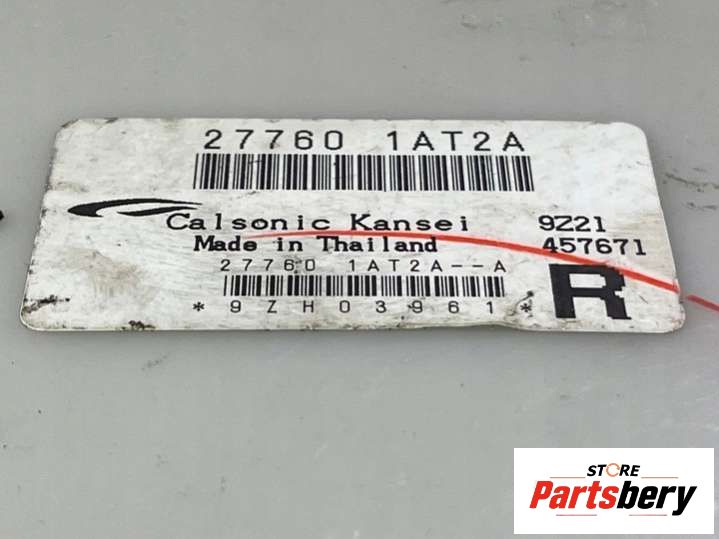 27760 1AT2A
Calsonic Kansei 9Z21
Made in Thailand 457671
27760 1AT2A--A
R
*9ZH03961*
STORE
Partsbery